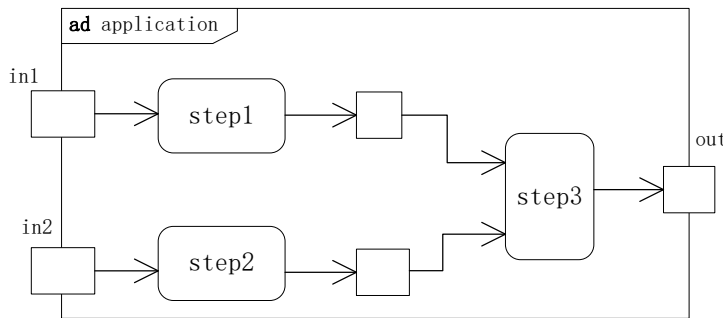 ad application
in1
step1
out
step3
in2
step2